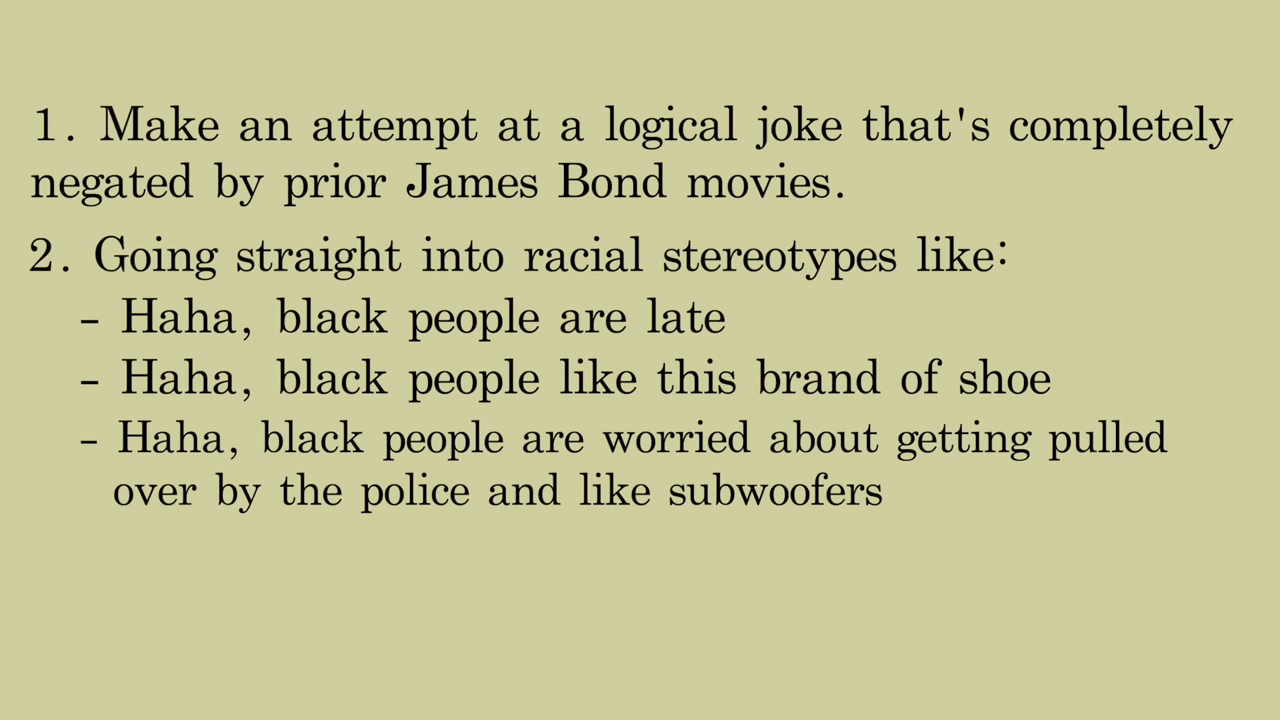 1. Make an attempt at a logical joke that's completely
negated by prior James Bond movies.
2. Going straight into racial stereotypes like:
- Haha, black people are late
- Haha, black people like this brand of shoe
- Haha, black people are worried about getting pulled
over by the police and like subwoofers